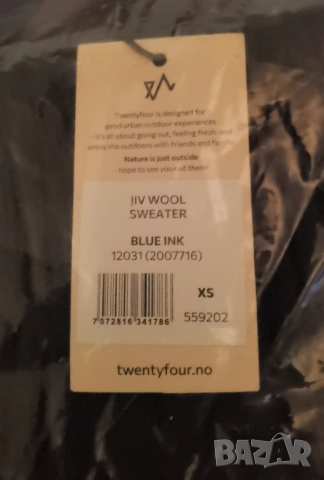 Twentyfour is designed for
good urban outdoor experiences
- it's all about going out, feeling fresh and
enjoy the outdoors with friends and family.
Nature is just outside
- hope to see you out there!
JIV WOOL
SWEATER
BLUE INK
12031 (2007716)
XS
7 072816 341786
559202
twentyfour.no
BAZAR